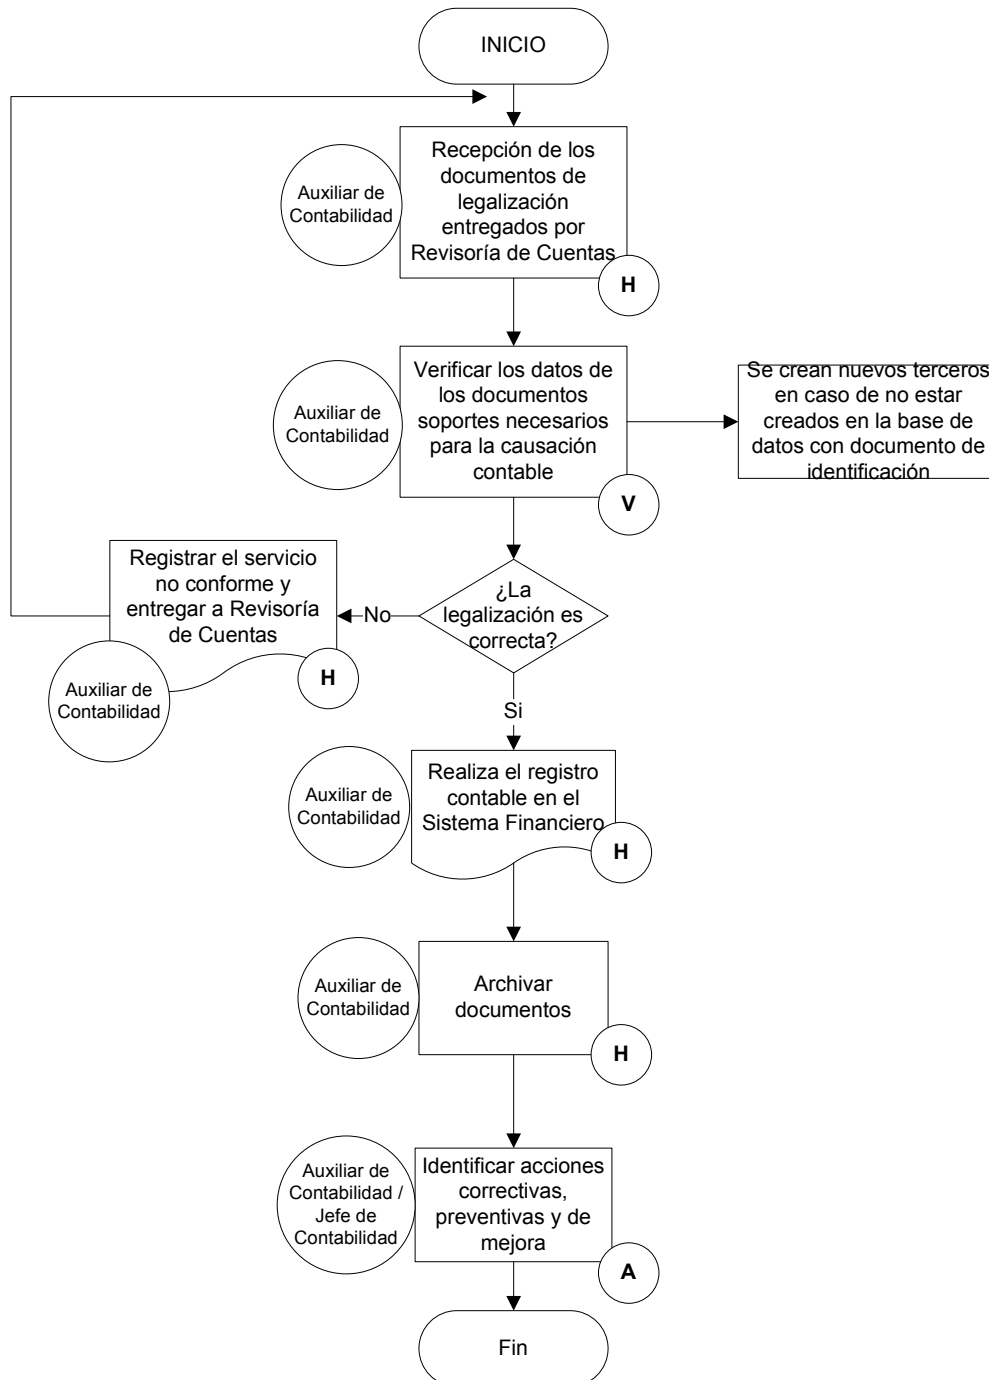 INICIO
Auxiliar de
Contabilidad
Recepción de los
documentos de
legalización
entregados por
Revisoría de Cuentas
H
Auxiliar de
Contabilidad
Verificar los datos de
los documentos
soportes necesarios
para la causación
contable
V
Se crean nuevos terceros
en caso de no estar
creados en la base de
datos con documento de
identificación
¿La
legalización es
correcta?
No
Registrar el servicio
no conforme y
entregar a Revisoría
de Cuentas
H
Auxiliar de
Contabilidad
Si
Auxiliar de
Contabilidad
Realiza el registro
contable en el
Sistema Financiero
H
Auxiliar de
Contabilidad
Archivar
documentos
H
Auxiliar de
Contabilidad /
Jefe de
Contabilidad
Identificar acciones
correctivas,
preventivas y de
mejora
A
Fin